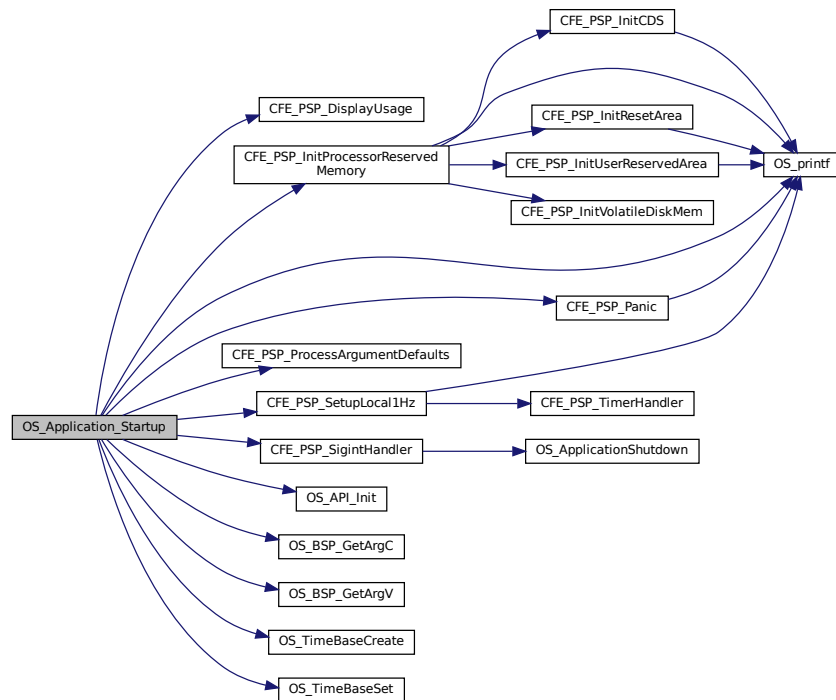 CFE_PSP_InitCDS
CFE_PSP_DisplayUsage
CFE_PSP_InitResetArea
CFE_PSP_InitProcessorReserved
Memory
CFE_PSP_InitUserReservedArea
OS_printf
CFE_PSP_InitVolatileDiskMem
CFE_PSP_Panic
CFE_PSP_ProcessArgumentDefaults
CFE_PSP_SetupLocal1Hz
CFE_PSP_TimerHandler
OS_Application_Startup
CFE_PSP_SigintHandler
OS_ApplicationShutdown
OS_API_Init
OS_BSP_GetArgC
OS_BSP_GetArgV
OS_TimeBaseCreate
OS_TimeBaseSet